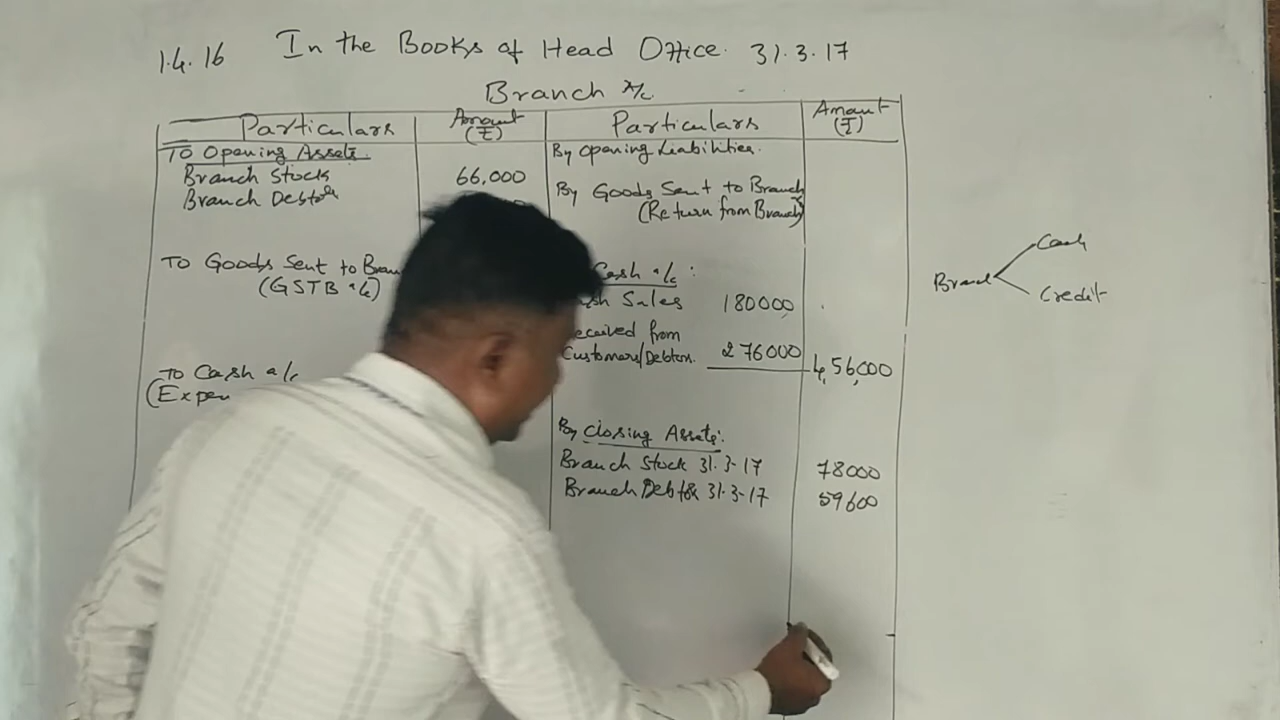 1.4.16 In the Books of Head Office. 31.3.17
Branch A/c
Particulars Amount (₹) Particulars Amount (₹)
To Opening Assets.
Branch Stock 66,000
Branch Debtors
To Goods Sent to Bran
(GSTB a/c)
To Cash a/c
(Expen
By Opening Liabilities.
By Goods Sent to Branch
(Return from Branch)
Cash a/c :
sh Sales 180000
eceived from
Customers/Debtors. 276000 4,56,000
By Closing Assets:
Branch Stock 31.3-17 78000
Branch Debtors 31.3-17 59600
Branch
Cash
Credit